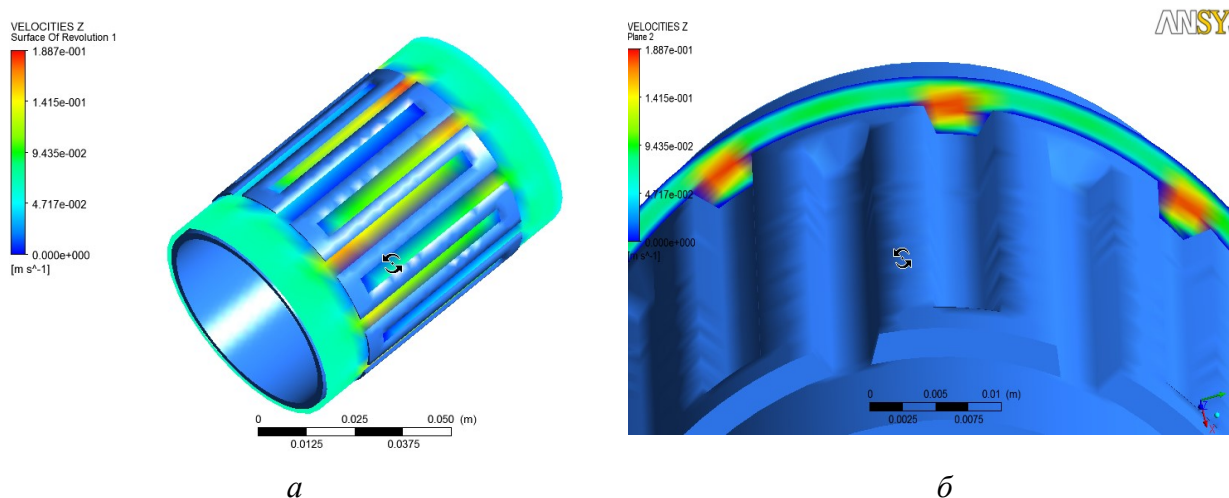 VELOCITIES Z
Surface Of Revolution 1
1.887e-001
1.415e-001
9.435e-002
4.717e-002
0.000e+000
[m s^-1]
0
0.025
0.050
(m)
0.0125
0.0375
а
VELOCITIES Z
Plane 2
1.887e-001
1.415e-001
9.435e-002
4.717e-002
0.000e+000
[m s^-1]
ANSY
0
0.005
0.01
(m)
0.0025
0.0075
Z
X
б